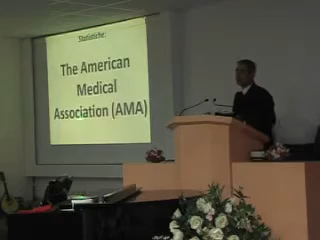 Statistiche:
The American
Medical
Association (AMA)